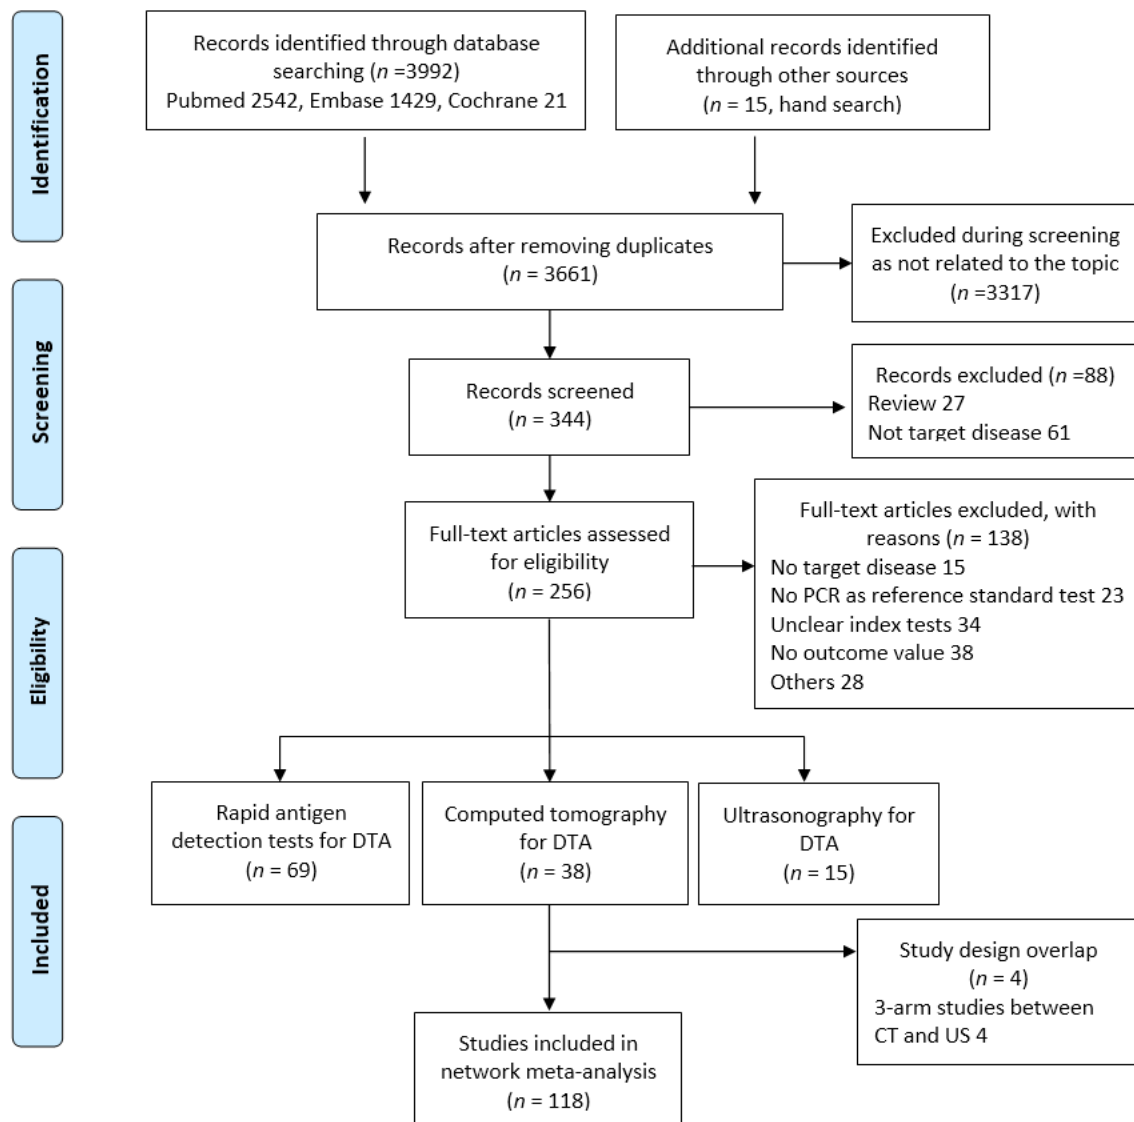 Identification
Records identified through database
searching (n =3992)
Pubmed 2542, Embase 1429, Cochrane 21
Additional records identified
through other sources
(n = 15, hand search)
Records after removing duplicates
(n = 3661)
Excluded during screening
as not related to the topic
(n =3317)
Screening
Records screened
(n = 344)
Records excluded (n =88)
Review 27
Not target disease 61
Eligibility
Full-text articles assessed
for eligibility
(n = 256)
Full-text articles excluded, with
reasons (n = 138)
No target disease 15
No PCR as reference standard test 23
Unclear index tests 34
No outcome value 38
Others 28
Rapid antigen
detection tests for DTA
(n = 69)
Computed tomography
for DTA
(n = 38)
Ultrasonography for
DTA
(n = 15)
Included
Study design overlap
(n = 4)
3-arm studies between
CT and US 4
Studies included in
network meta-analysis
(n = 118)